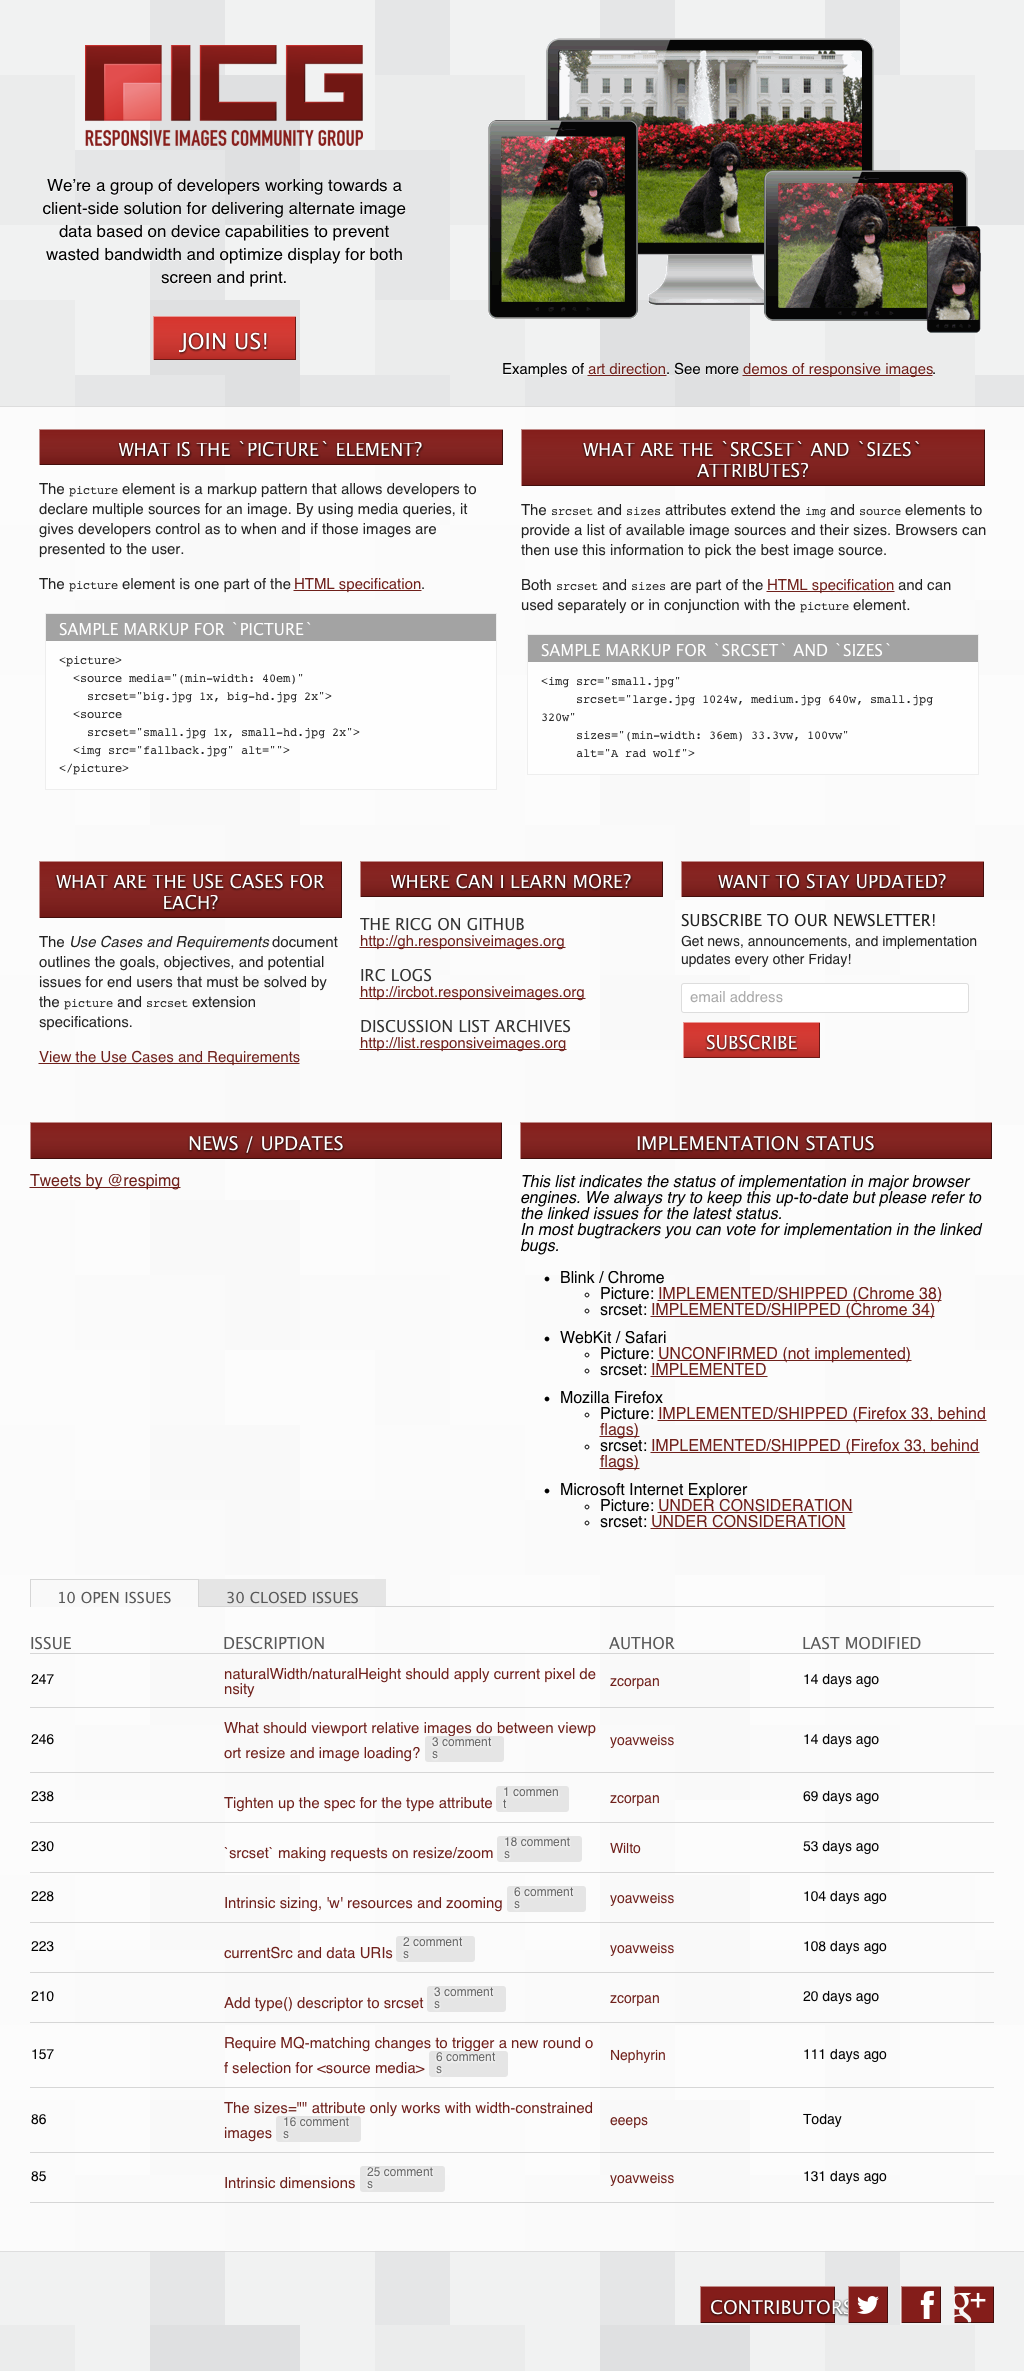 RICG
RESPONSIVE IMAGES COMMUNITY GROUP
We're a group of developers working towards a
client-side solution for delivering alternate image
data based on device capabilities to prevent
wasted bandwidth and optimize display for both
screen and print.
JOIN US!
Examples of art direction. See more demos of responsive images.
WHAT IS THE `PICTURE` ELEMENT?
The picture element is a markup pattern that allows developers to
declare multiple sources for an image. By using media queries, it
gives developers control as to when and if those images are
presented to the user.
The picture element is one part of the HTML specification.
SAMPLE MARKUP FOR `PICTURE`
<picture>
<source media="(min-width: 40em)"
srcset="big.jpg 1x, big-hd.jpg 2x">
<source
srcset="small.jpg 1x, small-hd.jpg 2x">
<img src="fallback.jpg" alt="">
</picture>
WHAT ARE THE `SRCSET` AND `SIZES`
ATTRIBUTES?
The srcset and sizes attributes extend the img and source elements to
provide a list of available image sources and their sizes. Browsers can
then use this information to pick the best image source.
Both srcset and sizes are part of the HTML specification and can
used separately or in conjunction with the picture element.
SAMPLE MARKUP FOR `SRCSET` AND `SIZES`
<img src="small.jpg"
srcset="large.jpg 1024w, medium.jpg 640w, small.jpg
320w"
sizes="(min-width: 36em) 33.3vw, 100vw"
alt="A rad wolf">
WHAT ARE THE USE CASES FOR
EACH?
The Use Cases and Requirements document
outlines the goals, objectives, and potential
issues for end users that must be solved by
the picture and srcset extension
specifications.
View the Use Cases and Requirements
WHERE CAN I LEARN MORE?
THE RICG ON GITHUB
http://gh.responsiveimages.org
IRC LOGS
http://ircbot.responsiveimages.org
DISCUSSION LIST ARCHIVES
http://list.responsiveimages.org
WANT TO STAY UPDATED?
SUBSCRIBE TO OUR NEWSLETTER!
Get news, announcements, and implementation
updates every other Friday!
email address
SUBSCRIBE
NEWS / UPDATES
Tweets by @respimg
IMPLEMENTATION STATUS
This list indicates the status of implementation in major browser
engines. We always try to keep this up-to-date but please refer to
the linked issues for the latest status.
In most bugtrackers you can vote for implementation in the linked
bugs.
• Blink / Chrome
◦ Picture: IMPLEMENTED/SHIPPED (Chrome 38)
◦ srcset: IMPLEMENTED/SHIPPED (Chrome 34)
• WebKit / Safari
◦ Picture: UNCONFIRMED (not implemented)
◦ srcset: IMPLEMENTED
• Mozilla Firefox
◦ Picture: IMPLEMENTED/SHIPPED (Firefox 33, behind
flags)
◦ srcset: IMPLEMENTED/SHIPPED (Firefox 33, behind
flags)
• Microsoft Internet Explorer
◦ Picture: UNDER CONSIDERATION
◦ srcset: UNDER CONSIDERATION
10 OPEN ISSUES 30 CLOSED ISSUES
ISSUE DESCRIPTION AUTHOR LAST MODIFIED
247 naturalWidth/naturalHeight should apply current pixel de zcorpan 14 days ago
nsity
246 What should viewport relative images do between viewp yoavweiss 14 days ago
ort resize and image loading? 3 comment
s
238 Tighten up the spec for the type attribute 1 commen zcorpan 69 days ago
t
230 `srcset` making requests on resize/zoom 18 comment Wilto 53 days ago
s
228 Intrinsic sizing, 'w' resources and zooming 6 comment yoavweiss 104 days ago
s
223 currentSrc and data URIs 2 comment yoavweiss 108 days ago
s
210 Add type() descriptor to srcset 3 comment zcorpan 20 days ago
s
157 Require MQ-matching changes to trigger a new round o Nephyrin 111 days ago
f selection for <source media> 6 comment
s
86 The sizes="" attribute only works with width-constrained eeeps Today
images 16 comment
s
85 Intrinsic dimensions 25 comment yoavweiss 131 days ago
s
CONTRIBUTORS f g+